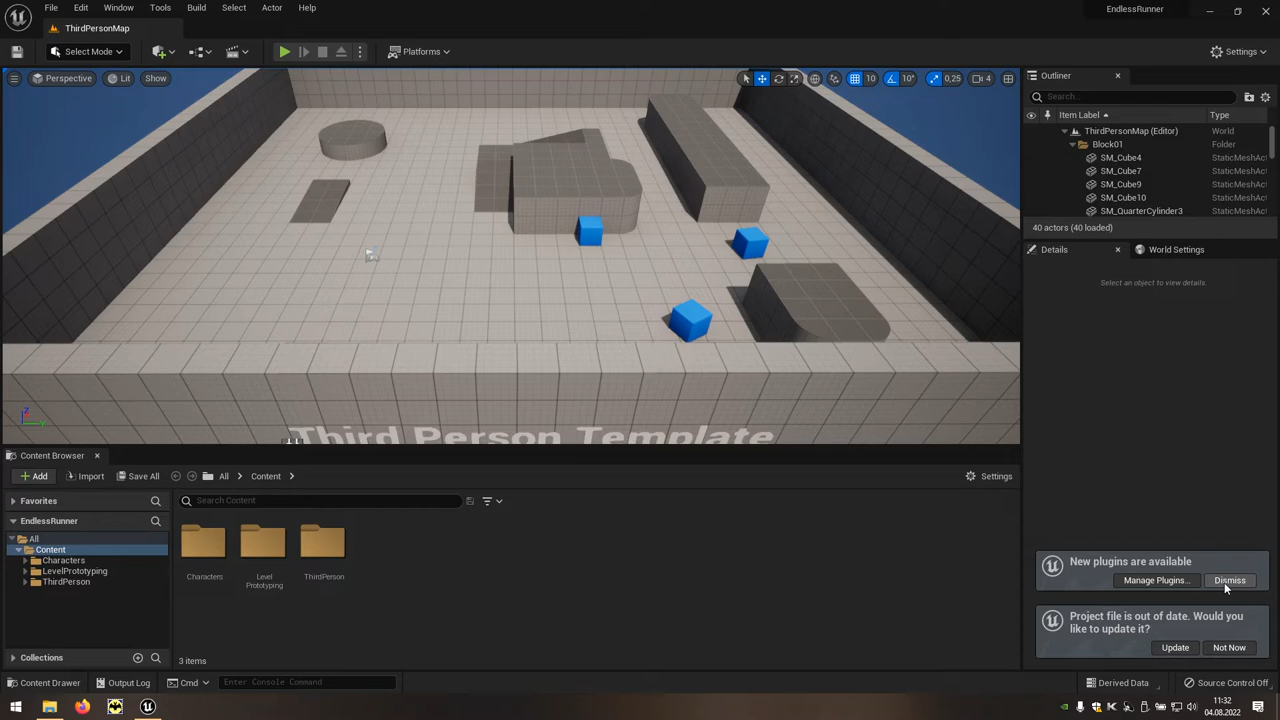 File Edit Window Tools Build Select Actor Help
EndlessRunner
ThirdPersonMap
Select Mode
Platforms
Settings
Perspective Lit Show
10 10° 0,25 4
Outliner
Search...
Item Label Type
ThirdPersonMap (Editor) World
Block01 Folder
SM_Cube4 StaticMeshAct
SM_Cube7 StaticMeshAct
SM_Cube9 StaticMeshAct
SM_Cube10 StaticMeshAct
SM_QuarterCylinder3 StaticMeshAct
40 actors (40 loaded)
Details World Settings
Select an object to view details.
Third Person Template
Z
Y
Content Browser
Add Import Save All All Content Settings
Favorites
Search Content
EndlessRunner
All
Content
Characters
LevelPrototyping
ThirdPerson
Characters
Level
Prototyping
ThirdPerson
New plugins are available
Manage Plugins... Dismiss
Project file is out of date. Would you
like to update it?
Update Not Now
Collections
3 items
Content Drawer Output Log Cmd Enter Console Command
Derived Data Source Control Off
11:32
04.08.2022